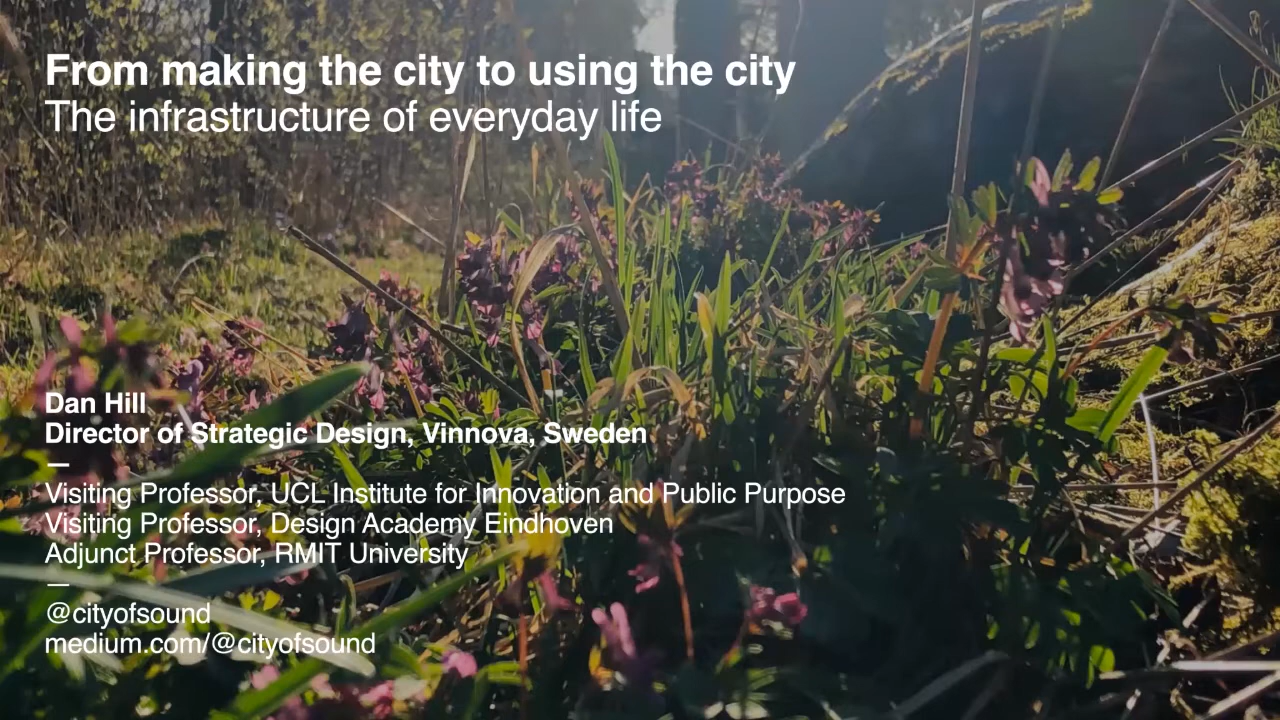 From making the city to using the city
The infrastructure of everyday life
Dan Hill
Director of Strategic Design, Vinnova, Sweden
—
Visiting Professor, UCL Institute for Innovation and Public Purpose
Visiting Professor, Design Academy Eindhoven
Adjunct Professor, RMIT University
—
@cityofsound
medium.com/@cityofsound